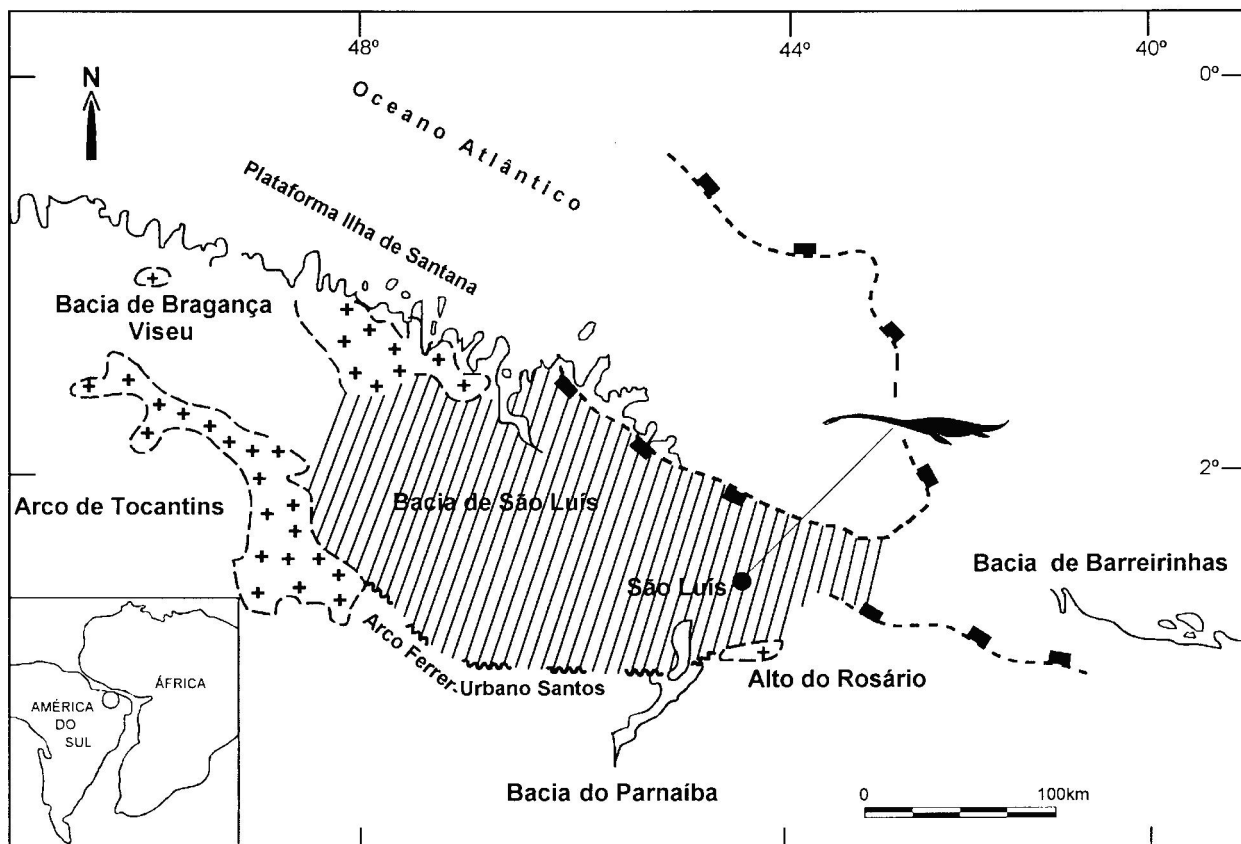 48º
44º
40º
0º
N
Oceano Atlântico
Plataforma Ilha de Santana
Bacia de Bragança
Viseu
2º
Arco de Tocantins
Bacia de São Luís
São Luís
Bacia de Barreirinhas
Arco Ferrer-Urbano Santos
Alto do Rosário
ÁFRICA
AMÉRICA
DO
SUL
Bacia do Parnaíba
0
100km